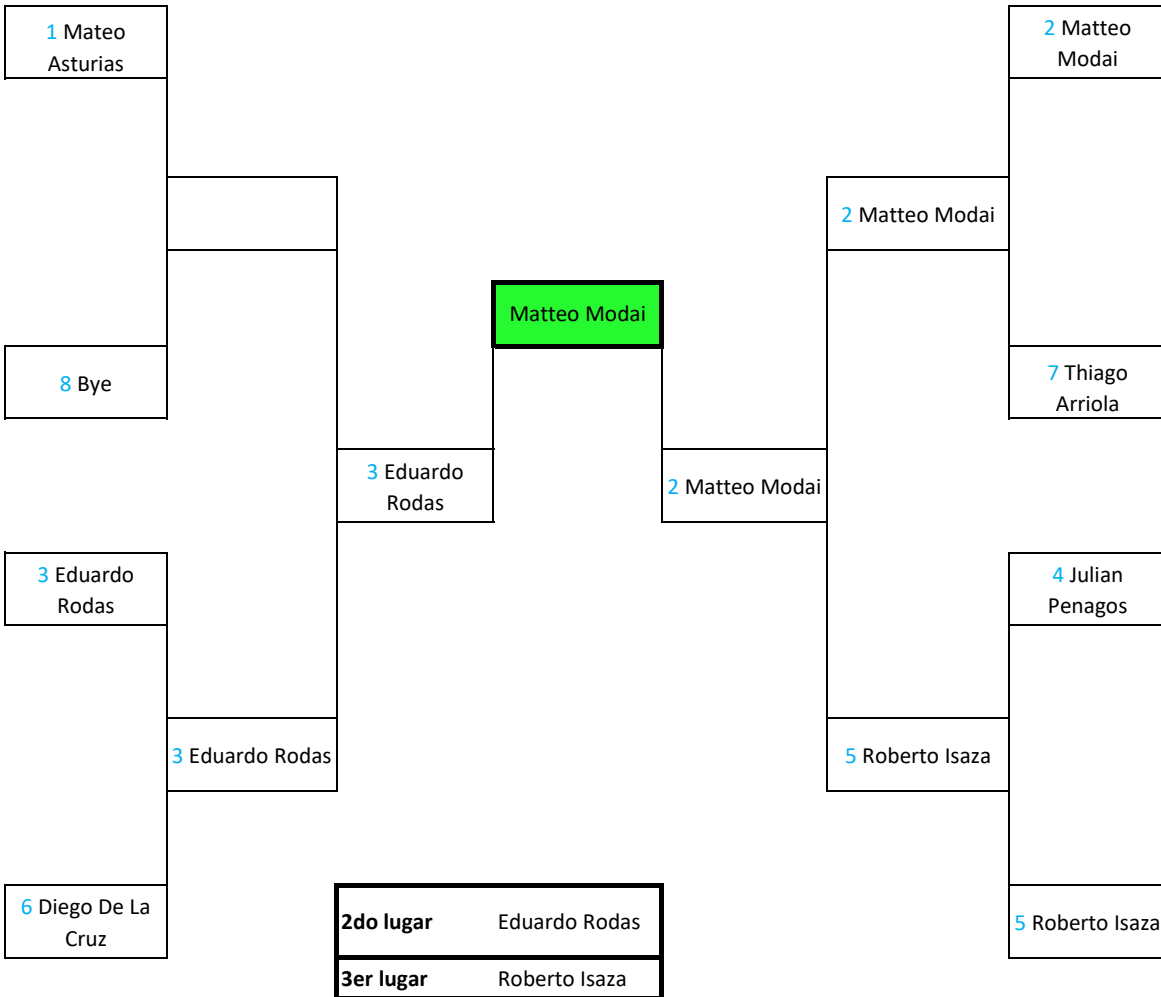 1 Mateo
Asturias
2 Matteo
Modai
2 Matteo Modai
Matteo Modai
8 Bye
7 Thiago
Arriola
3 Eduardo
Rodas
2 Matteo Modai
3 Eduardo
Rodas
4 Julian
Penagos
3 Eduardo Rodas
5 Roberto Isaza
6 Diego De La
Cruz
2do lugar Eduardo Rodas
5 Roberto Isaza
3er lugar Roberto Isaza